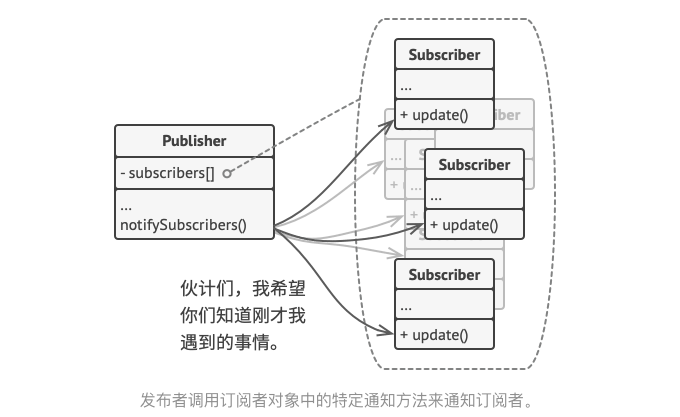 Publisher
- subscribers[]
...
notifySubscribers()
伙计们，我希望
你们知道刚才我
遇到的事情。
Subscriber
...
+ update()
Subscriber
...
+ update()
Subscriber
...
+ update()
发布者调用订阅者对象中的特定通知方法来通知订阅者。